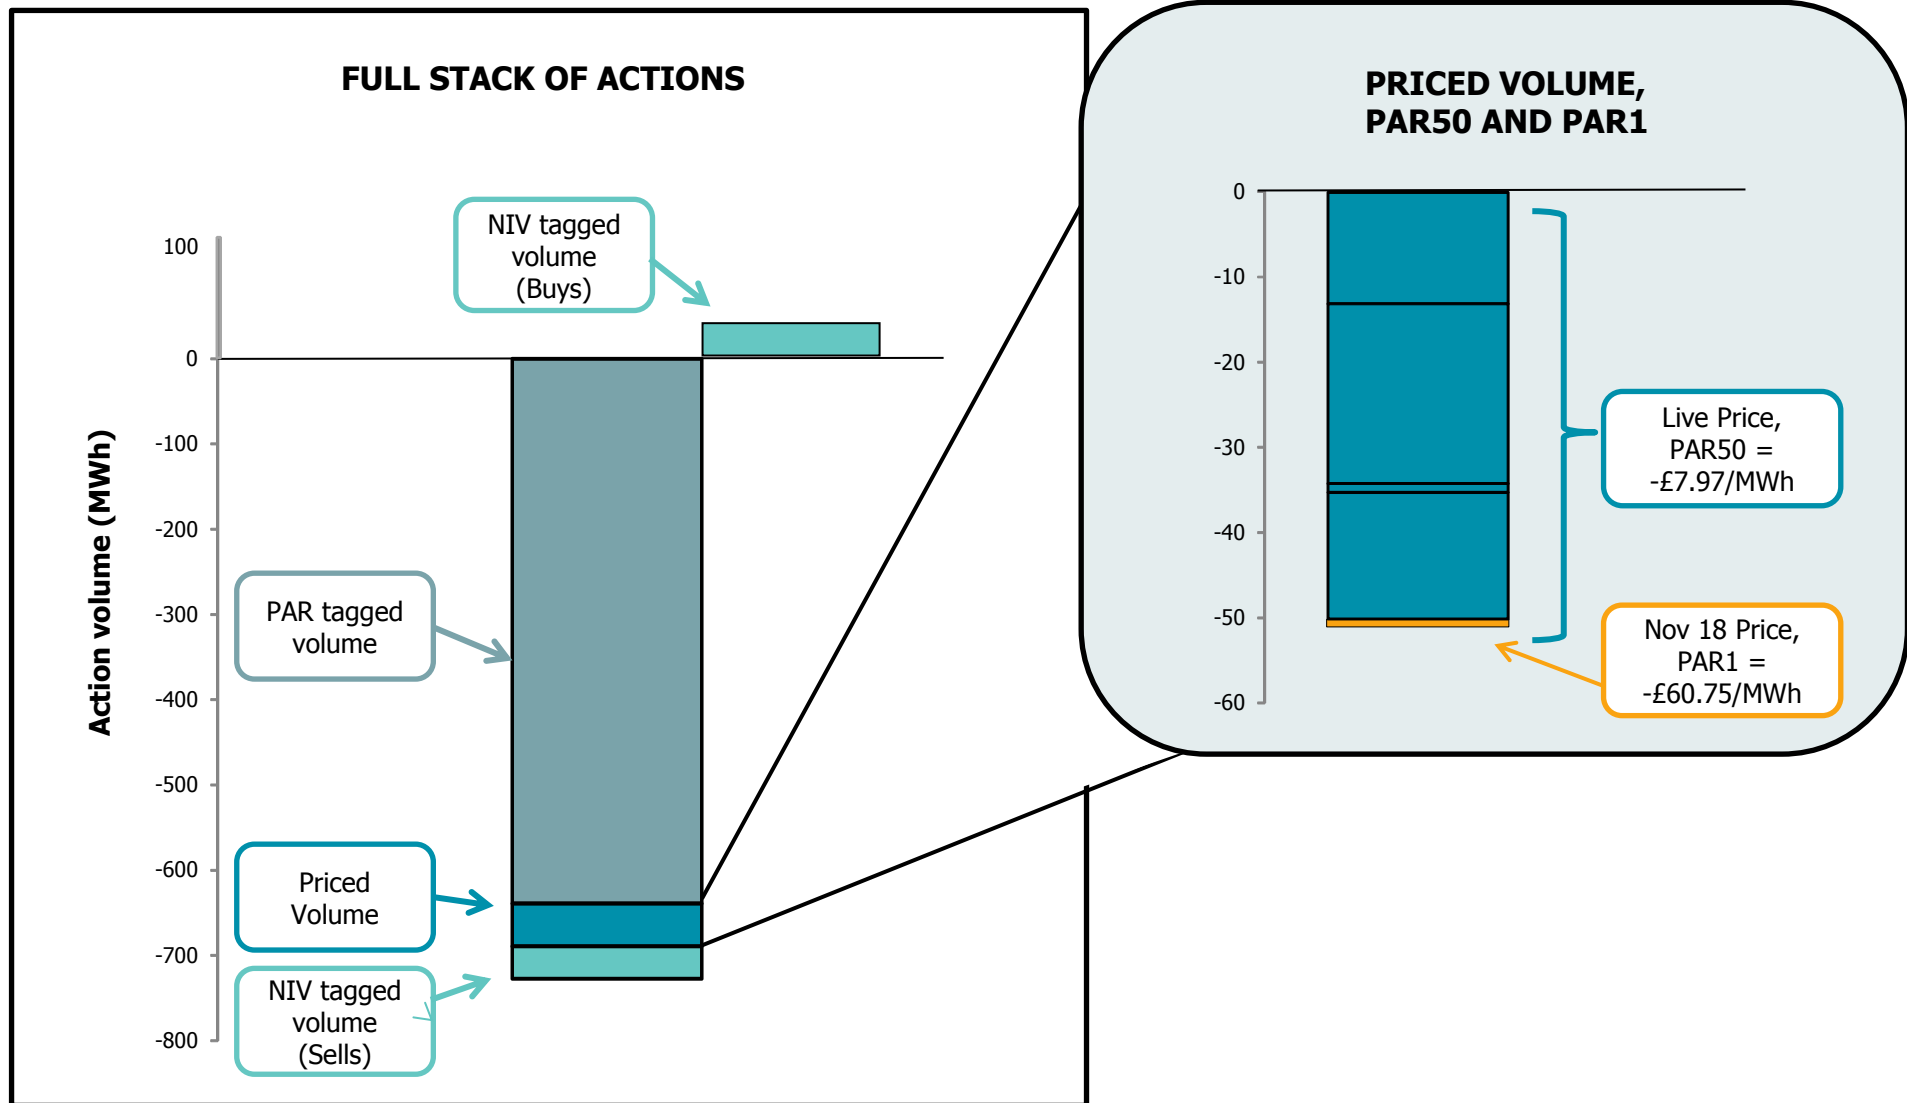 FULL STACK OF ACTIONS
NIV tagged
volume
(Buys)
100
0
-100
-200
-300
-400
-500
-600
-700
-800
Action volume (MWh)
PAR tagged
volume
Priced
Volume
NIV tagged
volume
(Sells)
PRICED VOLUME,
PAR50 AND PAR1
0
-10
-20
-30
-40
-50
-60
Live Price,
PAR50 =
-£7.97/MWh
Nov 18 Price,
PAR1 =
-£60.75/MWh